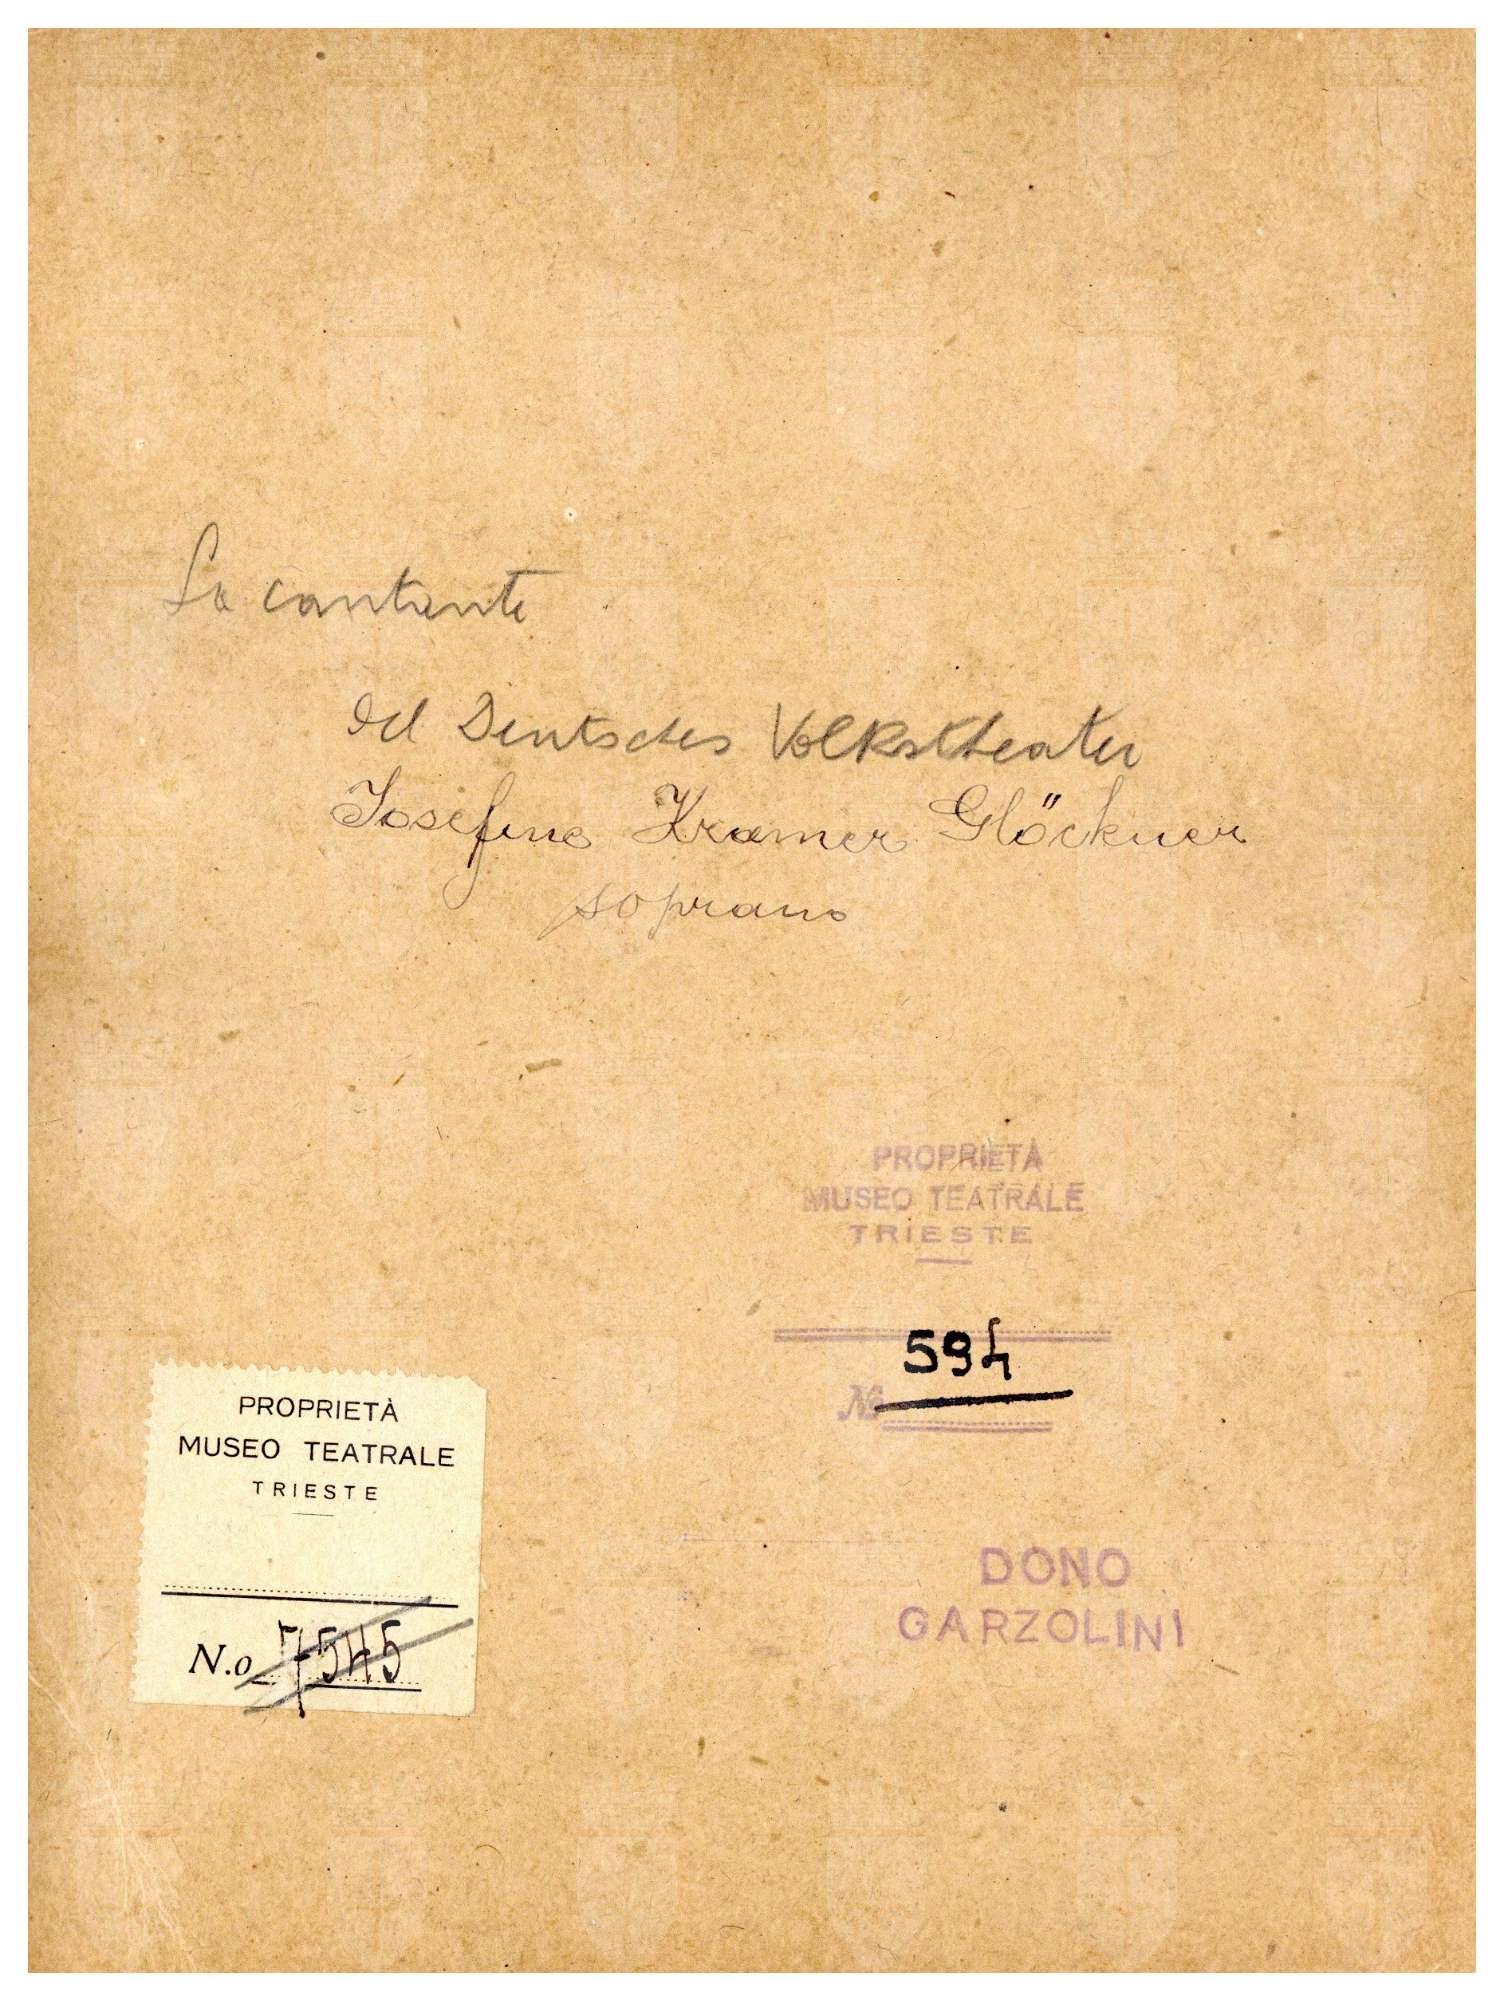 La cantante
del Deutsches Volkstheater
Josefine Kramer Glöckner
soprano
PROPRIETÀ
MUSEO TEATRALE
TRIESTE
594
No
PROPRIETÀ
MUSEO TEATRALE
TRIESTE
N.o 7545
DONO
GARZOLINI